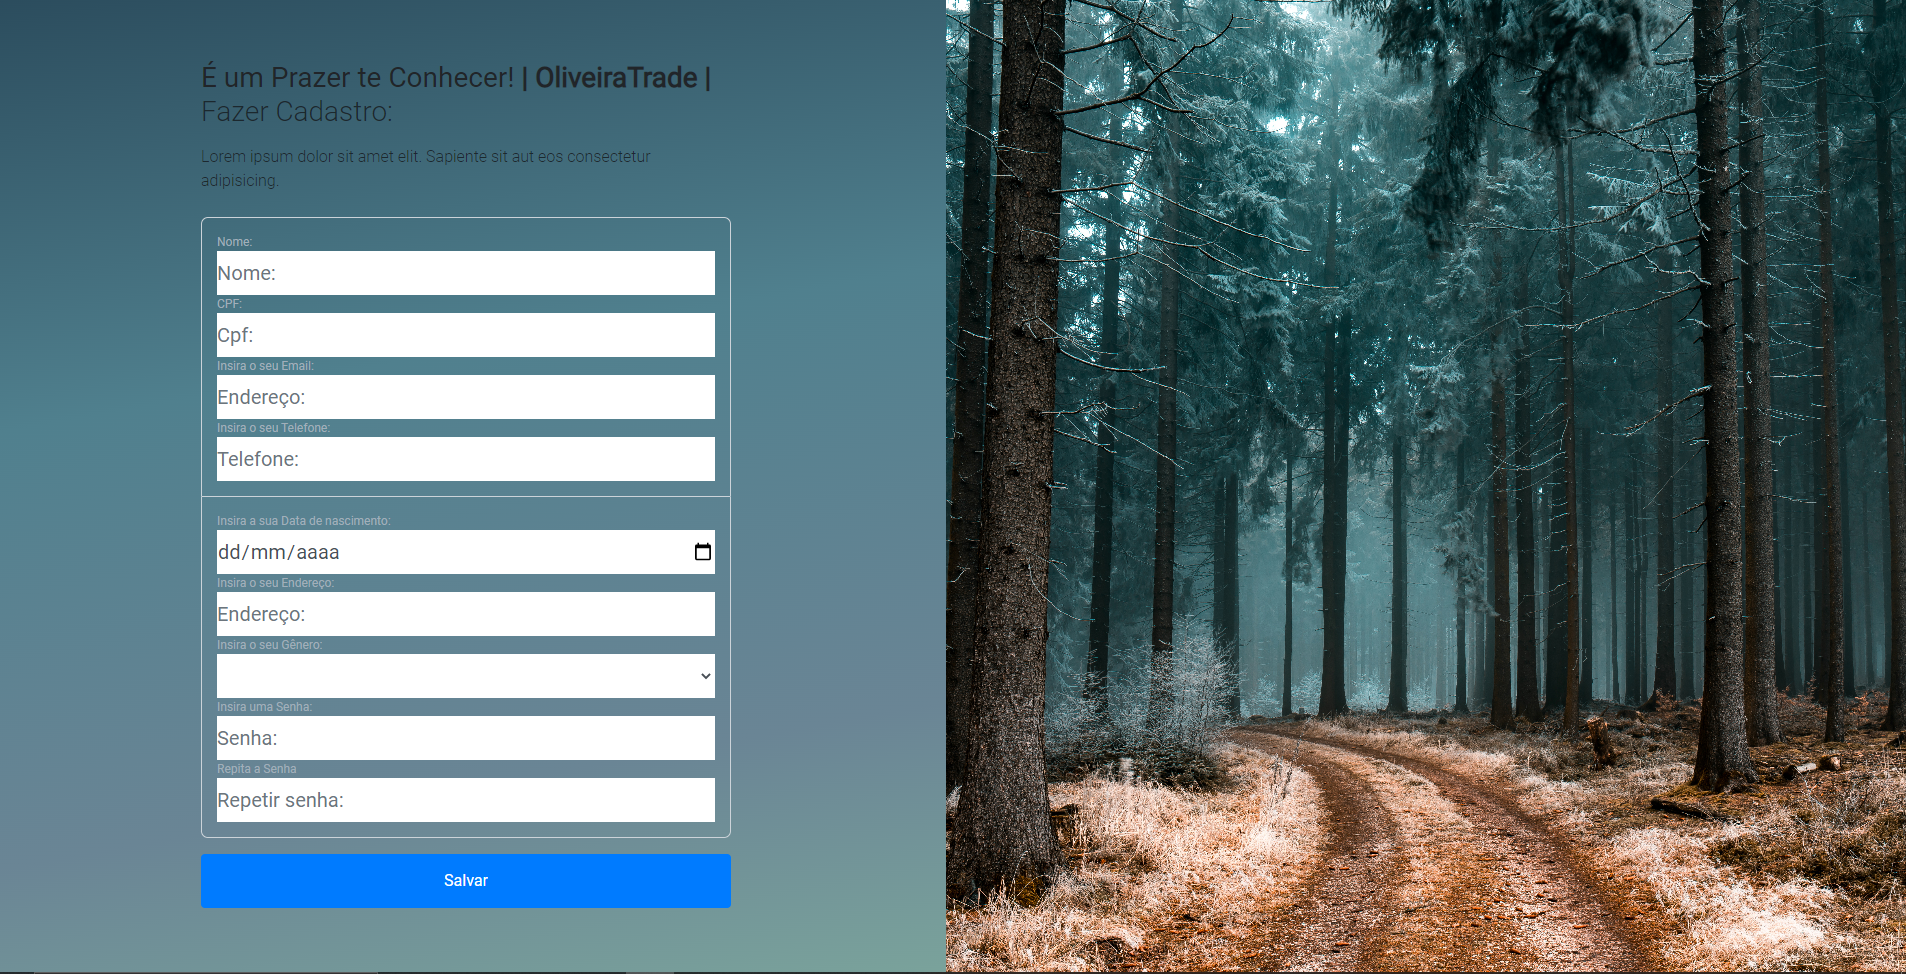 É um Prazer te Conhecer! | OliveiraTrade |
Fazer Cadastro:
Lorem ipsum dolor sit amet elit. Sapiente sit aut eos consectetur
adipisicing.
Nome:
Nome:
CPF:
Cpf:
Insira o seu Email:
Endereço:
Insira o seu Telefone:
Telefone:
Insira a sua Data de nascimento:
dd/mm/aaaa
Insira o seu Endereço:
Endereço:
Insira o seu Gênero:
Insira uma Senha:
Senha:
Repita a Senha
Repetir senha:
Salvar